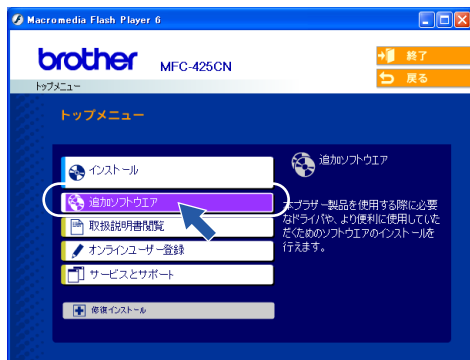 Macromedia Flash Player 6
brother MFC-425CN
終了
戻る
トップメニュー
トップメニュー
インストール
追加ソフトウエア
取扱説明書閲覧
オンラインユーザー登録
サービスとサポート
修復インストール
追加ソフトウエア
本ブラザー製品を使用する際に必要
なドライバや、より便利に使用していた
だくためのソフトウエアのインストールを
行えます。